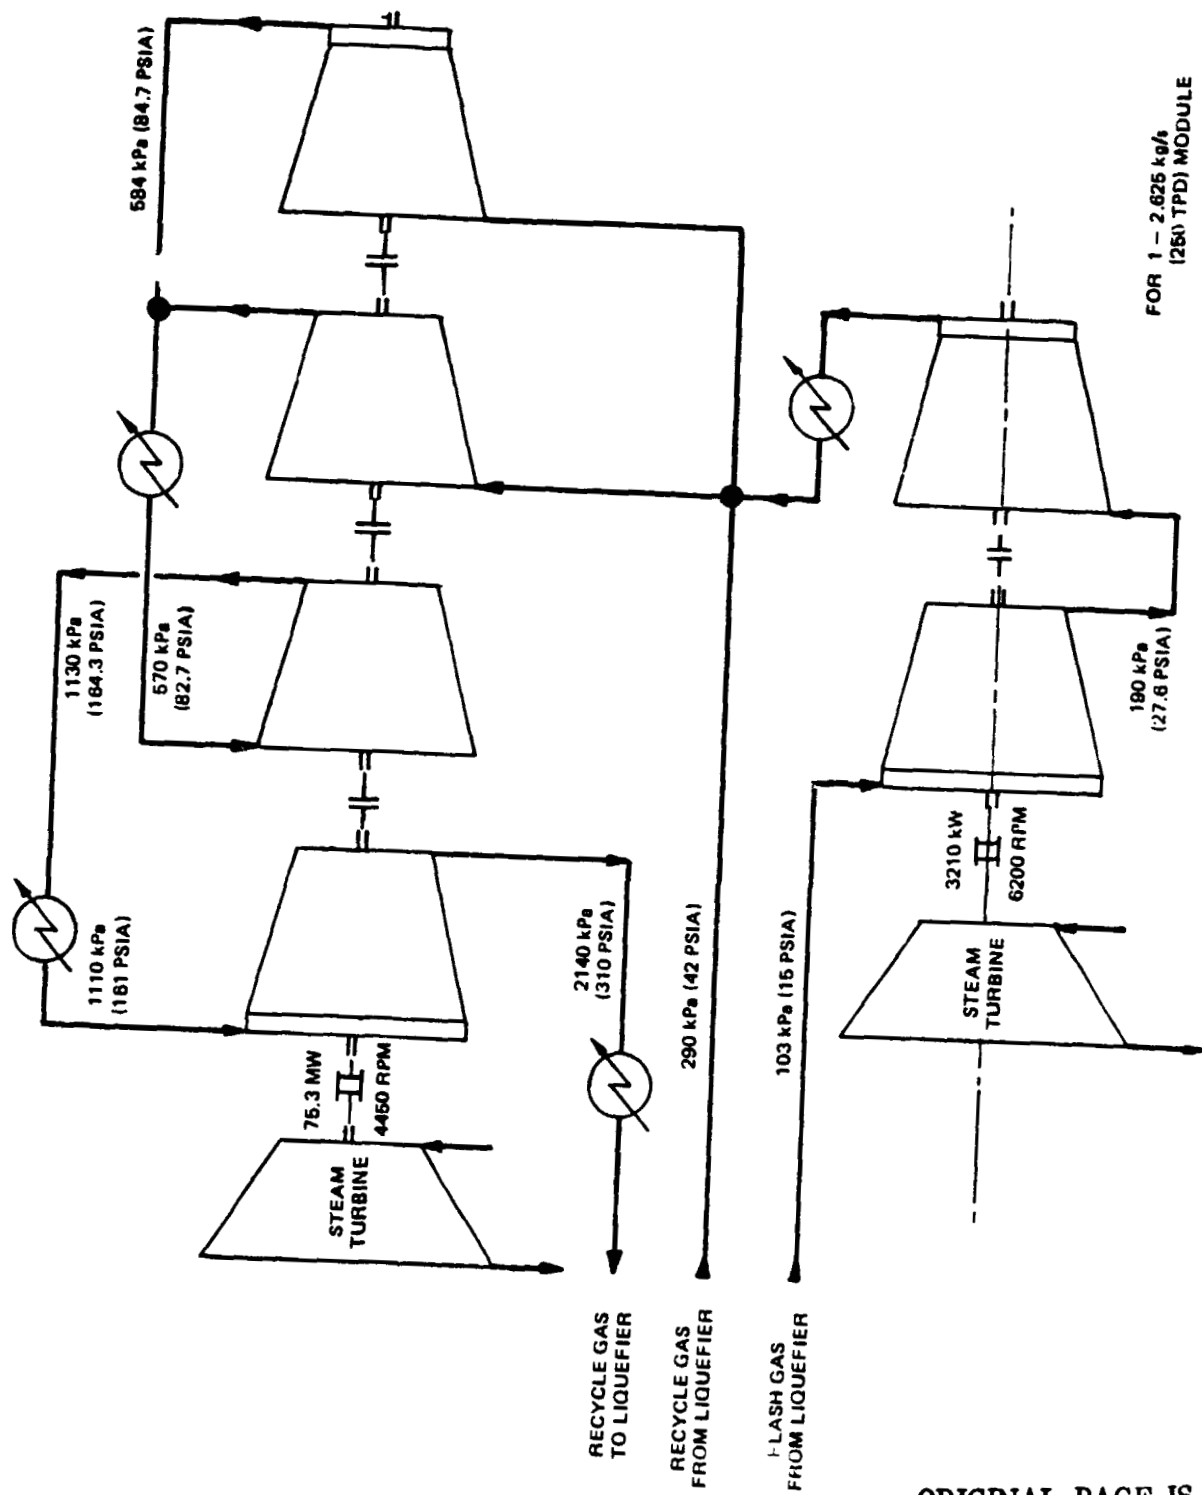 584 kPa (84.7 PSIA)
1130 kPa
(164.3 PSIA)
570 kPa
(82.7 PSIA)
1110 kPa
(161 PSIA)
75.3 MW
4450 RPM
STEAM
TURBINE
2140 kPa
(310 PSIA)
290 kPa (42 PSIA)
103 kPa (15 PSIA)
190 kPa
(27.6 PSIA)
3210 kW
6200 RPM
STEAM
TURBINE
RECYCLE GAS
TO LIQUEFIER
RECYCLE GAS
FROM LIQUEFIER
FLASH GAS
FROM LIQUEFIER
FOR 1 – 2.625 kg/s
(250 TPD) MODULE
ORIGINAL PAGE IS